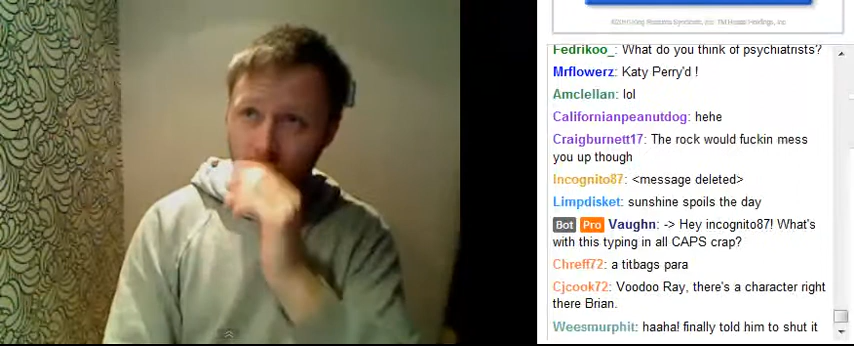 Fedrikoo_: What do you think of psychiatrists?
Mrflowerz: Katy Perry'd !
Amclellan: lol
Californianpeanutdog: hehe
Craigburnett17: The rock would fuckin mess
you up though
Incognito87: <message deleted>
Limpdisket: sunshine spoils the day
Bot Pro Vaughn: -> Hey incognito87! What's
with this typing in all CAPS crap?
Chreff72: a titbags para
Cjcook72: Voodoo Ray, there's a character right
there Brian.
Weesmurphit: haaha! finally told him to shut it